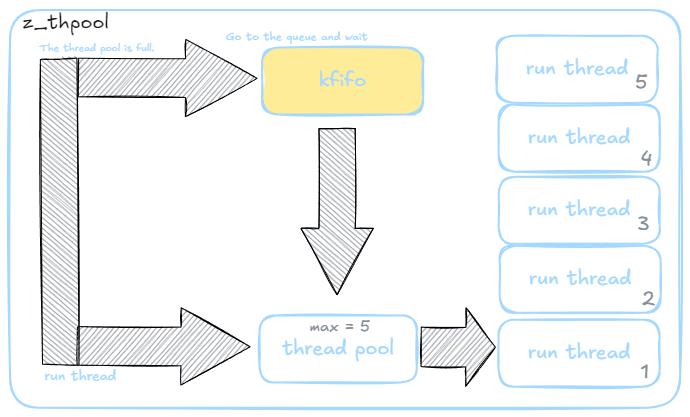 z_thpool
The thread pool is full.
Go to the queue and wait
kfifo
run thread 5
run thread 4
run thread 3
run thread 2
max = 5
thread pool
run thread 1
run thread